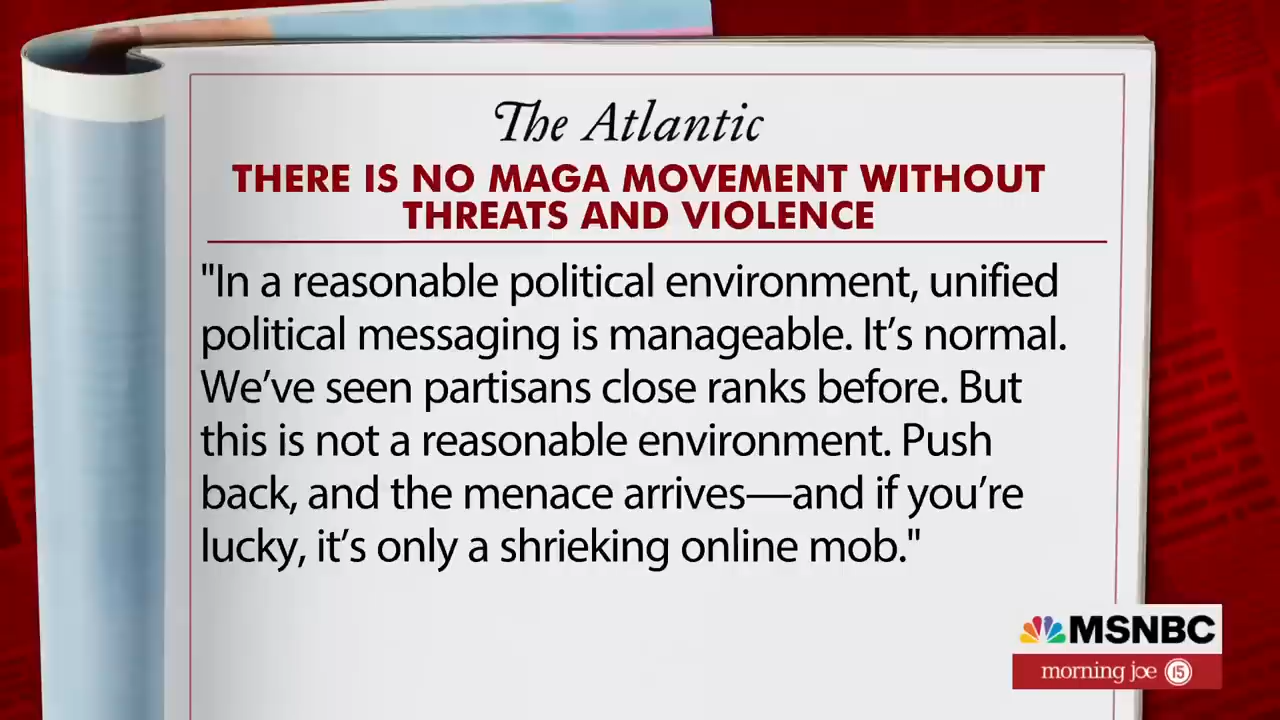 The Atlantic
THERE IS NO MAGA MOVEMENT WITHOUT
THREATS AND VIOLENCE
"In a reasonable political environment, unified
political messaging is manageable. It’s normal.
We’ve seen partisans close ranks before. But
this is not a reasonable environment. Push
back, and the menace arrives—and if you’re
lucky, it’s only a shrieking online mob."
MSNBC
morning joe 15